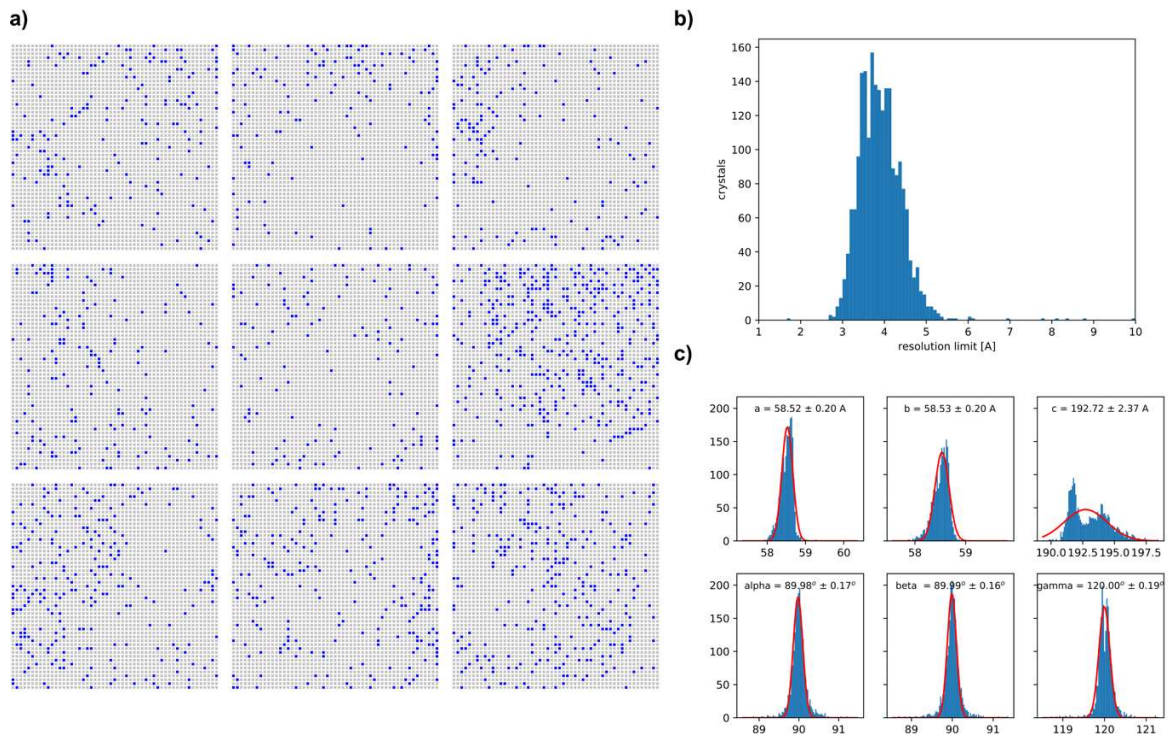 a)
b)
160
140
120
100
80
60
40
20
0
crystals
1 2 3 4 5 6 7 8 9 10
resolution limit [A]
c)
200
150
100
50
0
a = 58.52 ± 0.20 A
58 59 60
b = 58.53 ± 0.20 A
58 59
c = 192.72 ± 2.37 A
190.0 192.5 195.0 197.5
200
150
100
50
0
alpha = 89.98° ± 0.17°
89 90 91
beta = 89.99° ± 0.16°
89 90 91
gamma = 120.00° ± 0.19°
119 120 121